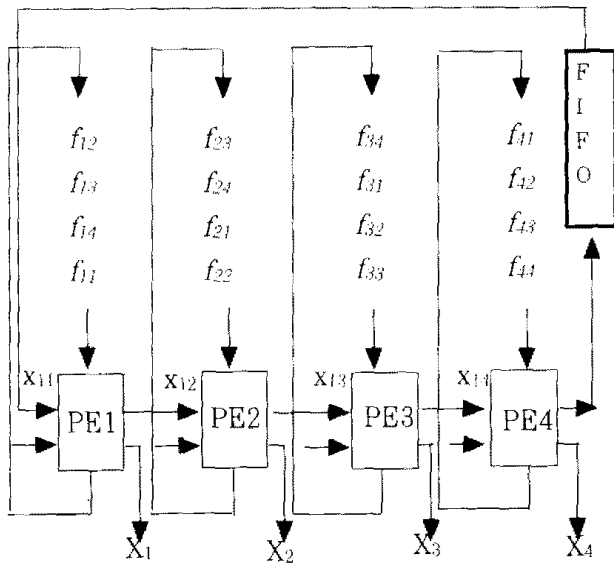 F
I
F
O
f12 f23 f34 f41
f13 f24 f31 f42
f14 f21 f32 f43
f11 f22 f33 f44
x11 x12 x13 x14
PE1 PE2 PE3 PE4
X1 X2 X3 X4